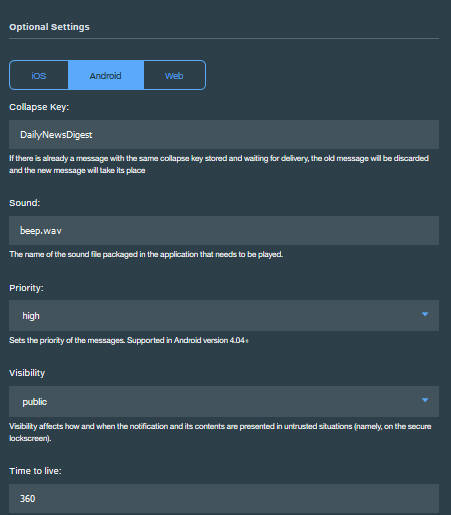 Optional Settings
iOS Android Web
Collapse Key:
DailyNewsDigest
If there is already a message with the same collapse key stored and waiting for delivery, the old message will be discarded
and the new message will take its place
Sound:
beep.wav
The name of the sound file packaged in the application that needs to be played.
Priority:
high
Sets the priority of the messages. Supported in Android version 4.04+
Visibility
public
Visibility affects how and when the notification and its contents are presented in untrusted situations (namely, on the secure
lockscreen).
Time to live:
360